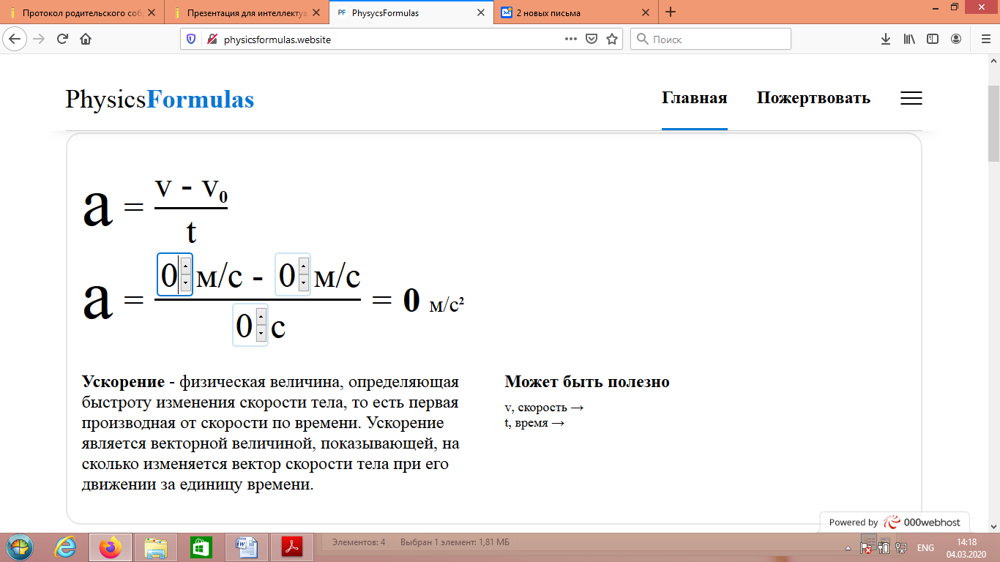 Протокол родительского соб
Презентация для интеллектуа
PF PhysycsFormulas
2 новых письма
physicsformulas.website
Поиск
PhysicsFormulas
Главная
Пожертвовать
a = v - v0
t
a = 0 м/с - 0 м/с = 0 м/с²
0 с
Ускорение - физическая величина, определяющая
быстроту изменения скорости тела, то есть первая
производная от скорости по времени. Ускорение
является векторной величиной, показывающей, на
сколько изменяется вектор скорости тела при его
движении за единицу времени.
Может быть полезно
v, скорость →
t, время →
Powered by 000webhost
Элементов: 4 Выбран 1 элемент: 1,81 МБ
ENG
14:18
04.03.2020